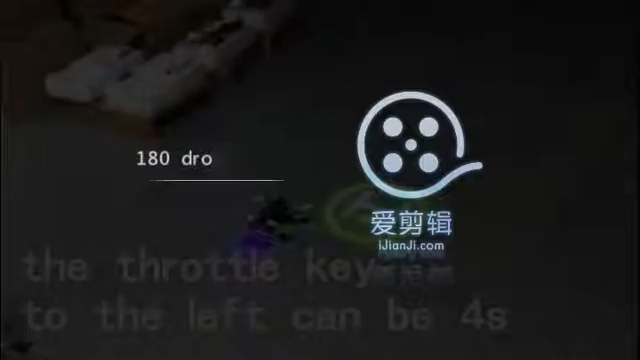 180 dro
爱剪辑
iJianJi.com
the throttle key
to the left can be 4s